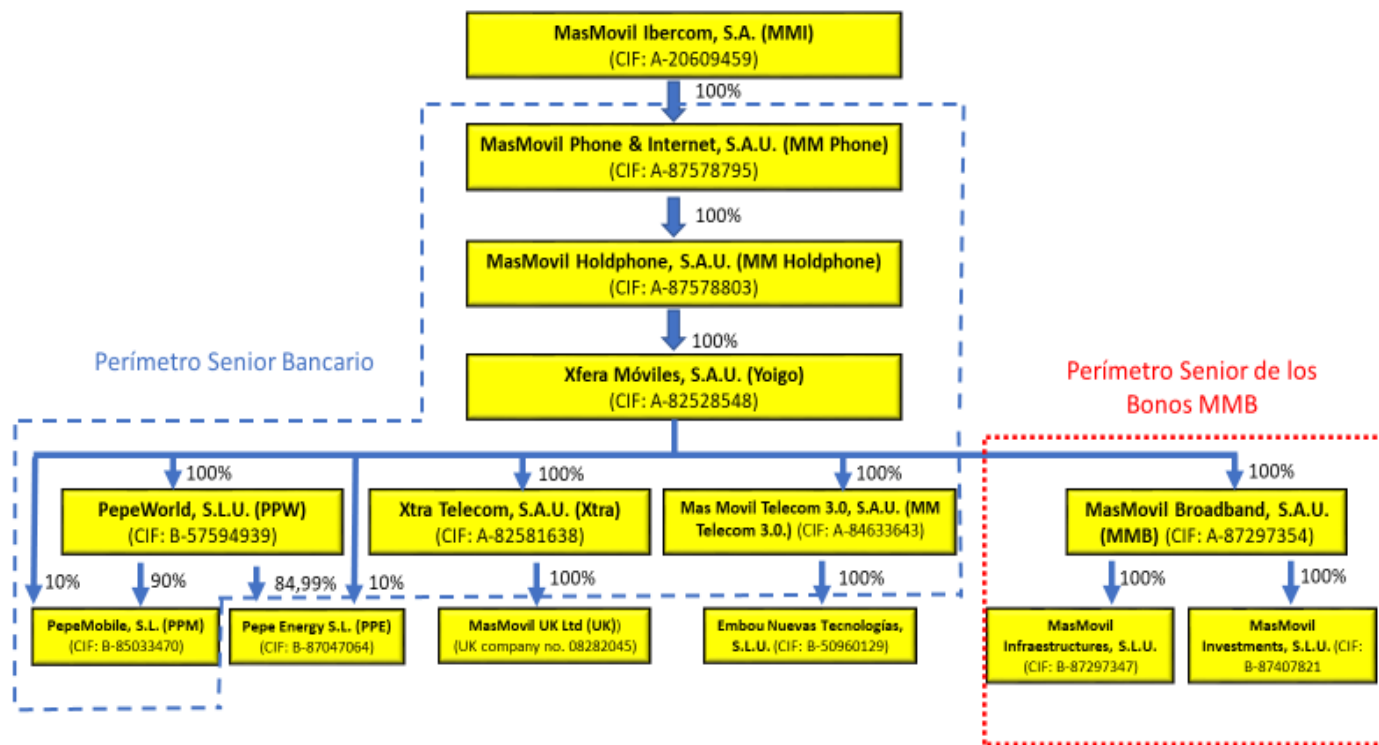 MasMovil Ibercom, S.A. (MMI)
(CIF: A-20609459)
100%
MasMovil Phone & Internet, S.A.U. (MM Phone)
(CIF: A-87578795)
100%
MasMovil Holdphone, S.A.U. (MM Holdphone)
(CIF: A-87578803)
100%
Perímetro Senior Bancario
Xfera Móviles, S.A.U. (Yoigo)
(CIF: A-82528548)
Perímetro Senior de los
Bonos MMB
100%
100%
100%
100%
PepeWorld, S.L.U. (PPW)
(CIF: B-57594939)
Xtra Telecom, S.A.U. (Xtra)
(CIF: A-82581638)
Mas Movil Telecom 3.0, S.A.U. (MM
Telecom 3.0.) (CIF: A-84633643)
MasMovil Broadband, S.A.U.
(MMB) (CIF: A-87297354)
10%
90%
84,99%
10%
100%
100%
100%
100%
PepeMobile, S.L. (PPM)
(CIF: B-85033470)
Pepe Energy S.L. (PPE)
(CIF: B-87047064)
MasMovil UK Ltd (UK))
(UK company no. 08282045)
Embou Nuevas Tecnologías,
S.L.U. (CIF: B-50960129)
MasMovil
Infraestructures, S.L.U.
(CIF: B-87297347)
MasMovil
Investments, S.L.U. (CIF:
B-87407821